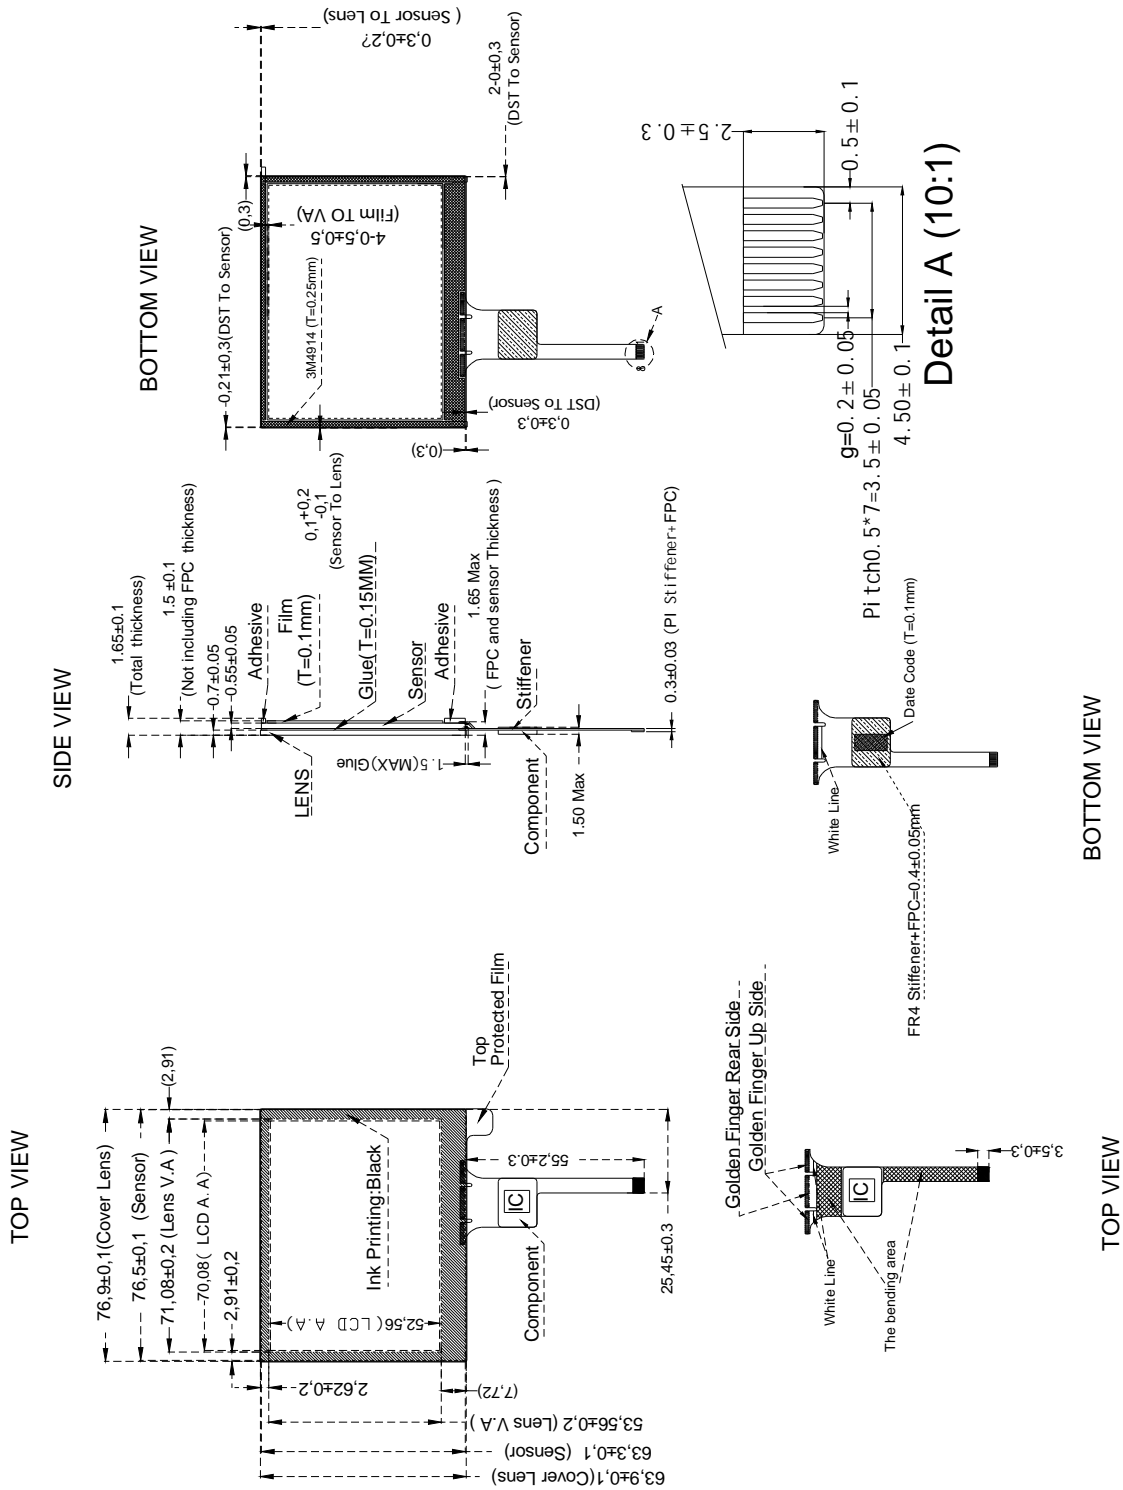 TOP VIEW
SIDE VIEW
BOTTOM VIEW
76,9±0,1(Cover Lens)
76,5±0,1 (Sensor)
71,08±0,2 (Lens V.A )
70,08( LCD A. A)
2,91±0,2
(2,91)
52,56(LCD A.A)
Ink Printing:Black
Top
Protected Film
55,2±0.3
IC
Component
25,45±0.3
2,62±0,2
(7,72)
53,56±0,2 (Lens V.A )
63,3±0,1 (Sensor)
63,9±0,1(Cover Lens)
1.65±0.1
(Total thickness)
1.5 ±0.1
(Not including FPC thickness)
0.7±0.05
0.55±0.05
Adhesive
Film
(T=0.1mm)
Glue(T=0.15MM)
Sensor
Adhesive
1.65 Max
( FPC and sensor Thickness )
Stiffener
0.3±0.03 (PI Stiffener+FPC)
LENS
1.5(MAX)Glue
Component
1.50 Max
0,3±0,2?
( Sensor To Lens)
-0,21±0,3(DST To Sensor)
(0,3)
4-0,5±0,5
(Film TO VA)
3M4914 (T=0.25mm)
2-0±0,3
(DST To Sensor)
0,1+0,2
-0,1
(Sensor To Lens)
(0,3)
0,3±0,3
(DST To Sensor)
8
A
2.5±0.3
0.5±0.1
g=0.2±0.05
Pitch0.5*7=3.5±0.05
4.50±0.1
Detail A (10:1)
Golden Finger Rear Side
Golden Finger Up Side
White Line
The bending area
IC
3,5±0,3
TOP VIEW
White Line
Date Code (T=0.1mm)
FR4 Stiffener+FPC=0.4±0.05mm
BOTTOM VIEW